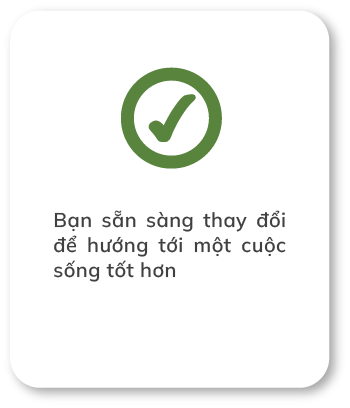 Bạn sẵn sàng thay đổi
để hướng tới một cuộc
sống tốt hơn